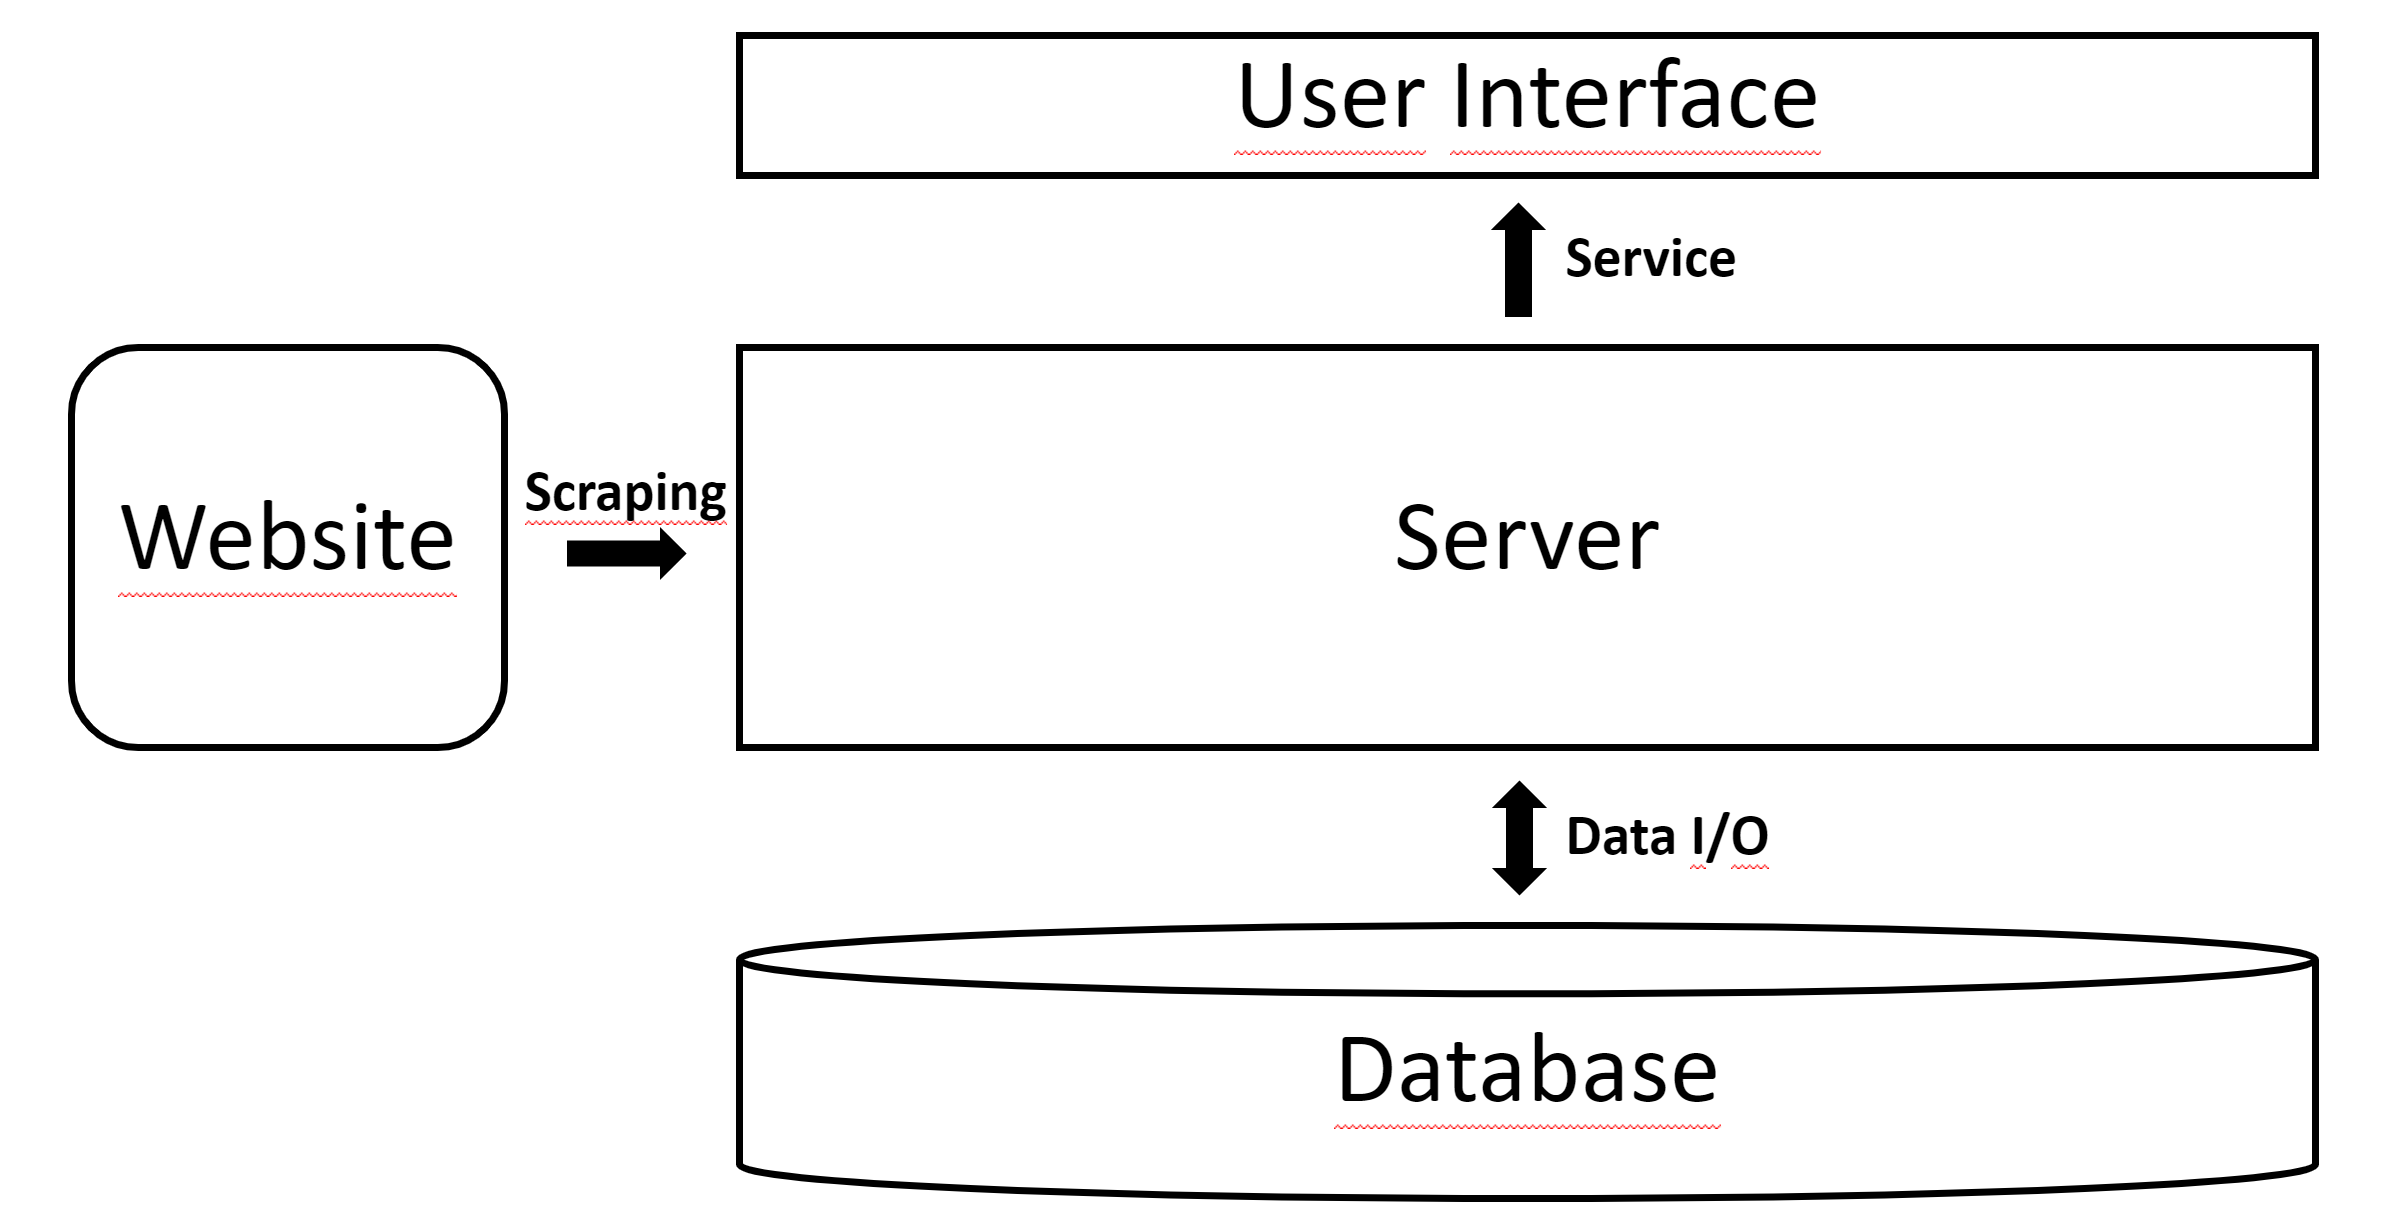 User Interface
Service
Website
Scraping
Server
Data I/O
Database